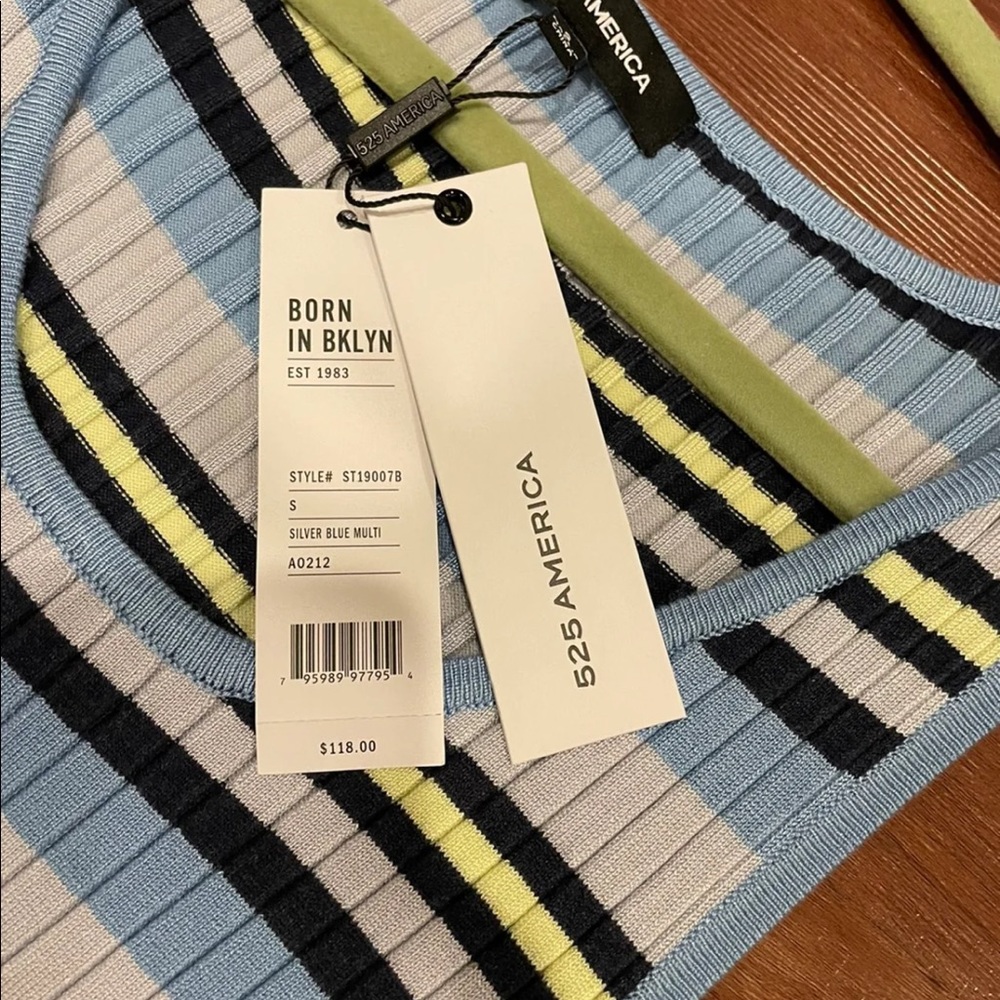 AMERICA
525 AMERICA
BORN
IN BKLYN
EST 1983
STYLE# ST19007B
S
SILVER BLUE MULTI
A0212
7 95989 97795 4
$118.00
525 AMERICA